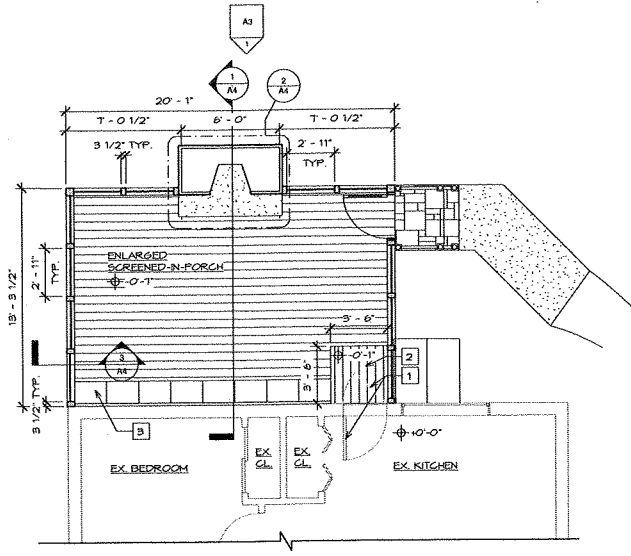 A3
1
1
A4
2
A4
20' - 1"
7' - 0 1/2"
6' - 0"
7' - 0 1/2"
3 1/2" TYP.
2' - 11"
TYP.
ENLARGED
SCREENED-IN-PORCH
-0'-1"
2' - 11"
TYP.
13' - 3 1/2"
3' - 6"
-0'-1"
3' - 6"
2
1
3
A4
3 1/2" TYP.
3
+0'-0"
EX. BEDROOM
EX.
CL.
EX.
CL.
EX. KITCHEN